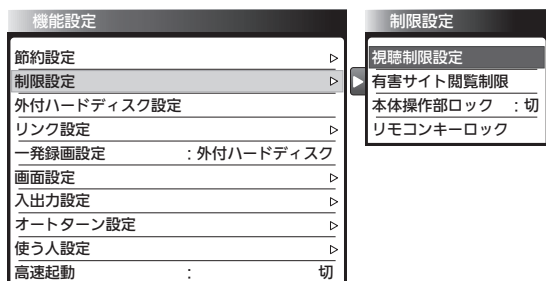 機能設定
節約設定
制限設定
外付ハードディスク設定
リンク設定
一発録画設定 : 外付ハードディスク
画面設定
入出力設定
オートターン設定
使う人設定
高速起動 : 切
制限設定
視聴制限設定
有害サイト閲覧制限
本体操作部ロック : 切
リモコンキーロック